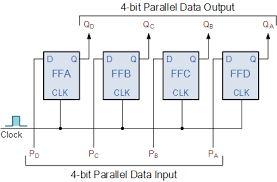 4-bit Parallel Data Output
QD QC QB QA
D Q D Q D Q D Q
FFA FFB FFC FFD
CLK CLK CLK CLK
Clock
PD PC PB PA
4-bit Parallel Data Input